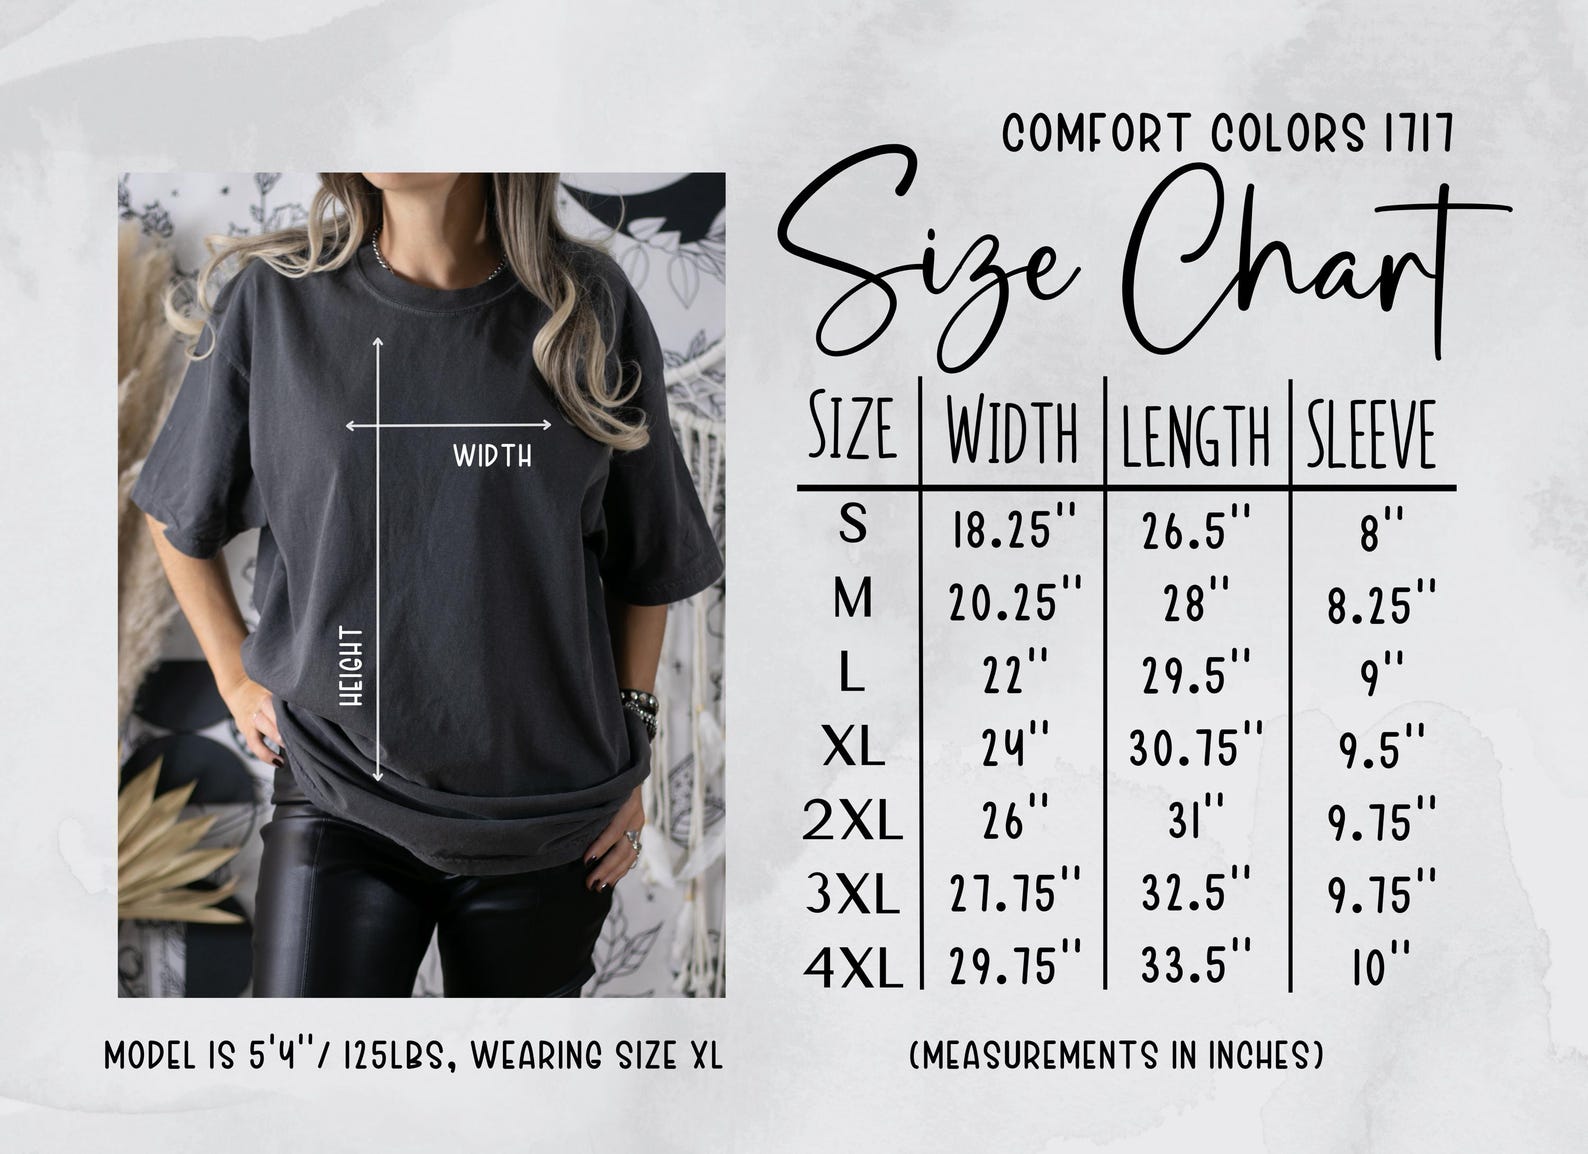 COMFORT COLORS 1717
Size Chart
SIZE WIDTH LENGTH SLEEVE
S 18.25" 26.5" 8"
M 20.25" 28" 8.25"
L 22" 29.5" 9"
XL 24" 30.75" 9.5"
2XL 26" 31" 9.75"
3XL 27.75" 32.5" 9.75"
4XL 29.75" 33.5" 10"
(MEASUREMENTS IN INCHES)
WIDTH
HEIGHT
MODEL IS 5'4"/ 125LBS, WEARING SIZE XL